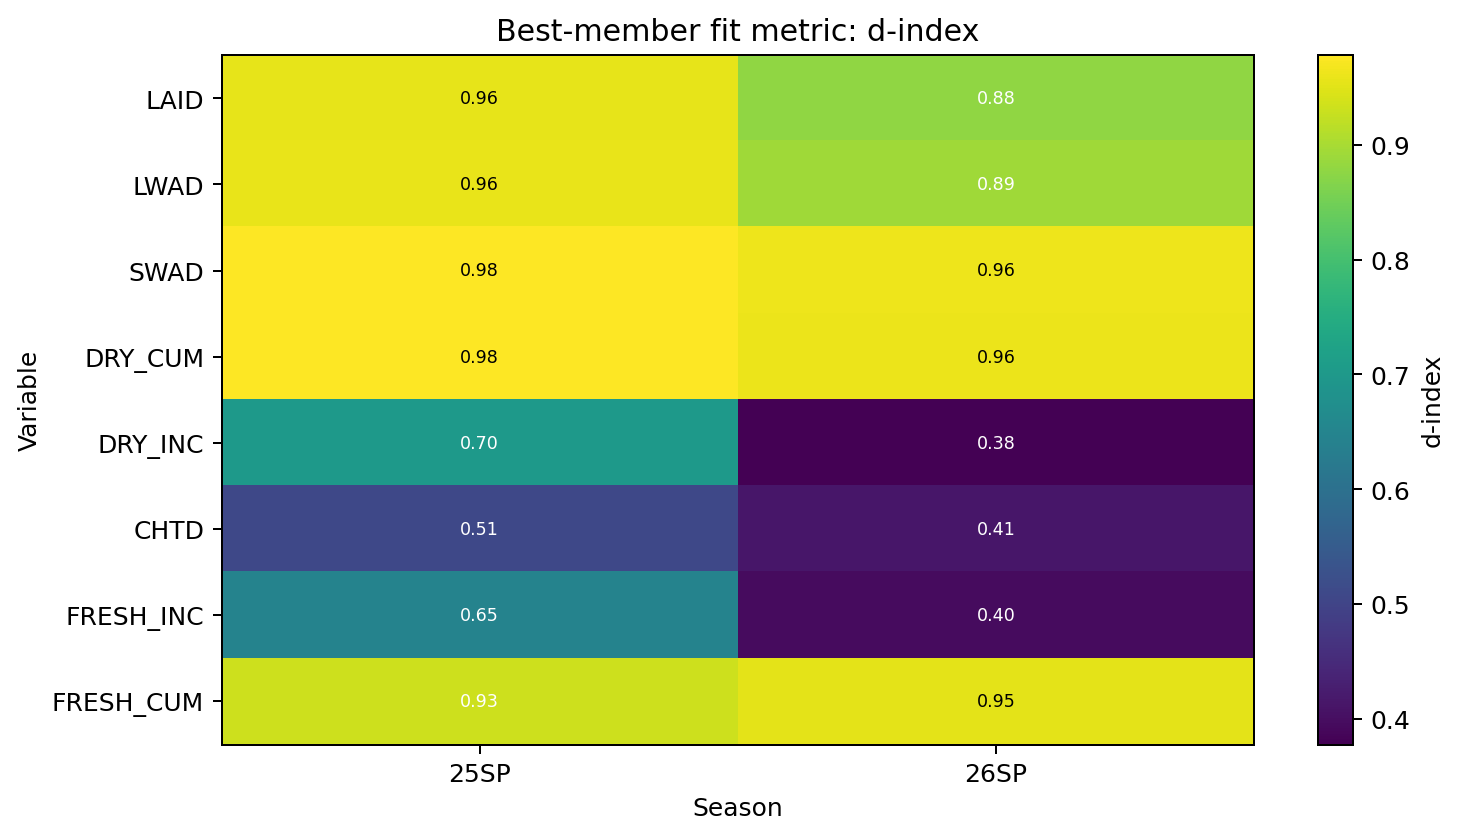 Best-member fit metric: d-index
LAID 0.96 0.88
LWAD 0.96 0.89
SWAD 0.98 0.96
DRY_CUM 0.98 0.96
DRY_INC 0.70 0.38
CHTD 0.51 0.41
FRESH_INC 0.65 0.40
FRESH_CUM 0.93 0.95
25SP 26SP
Season
Variable
0.9
0.8
0.7
0.6
0.5
0.4
d-index